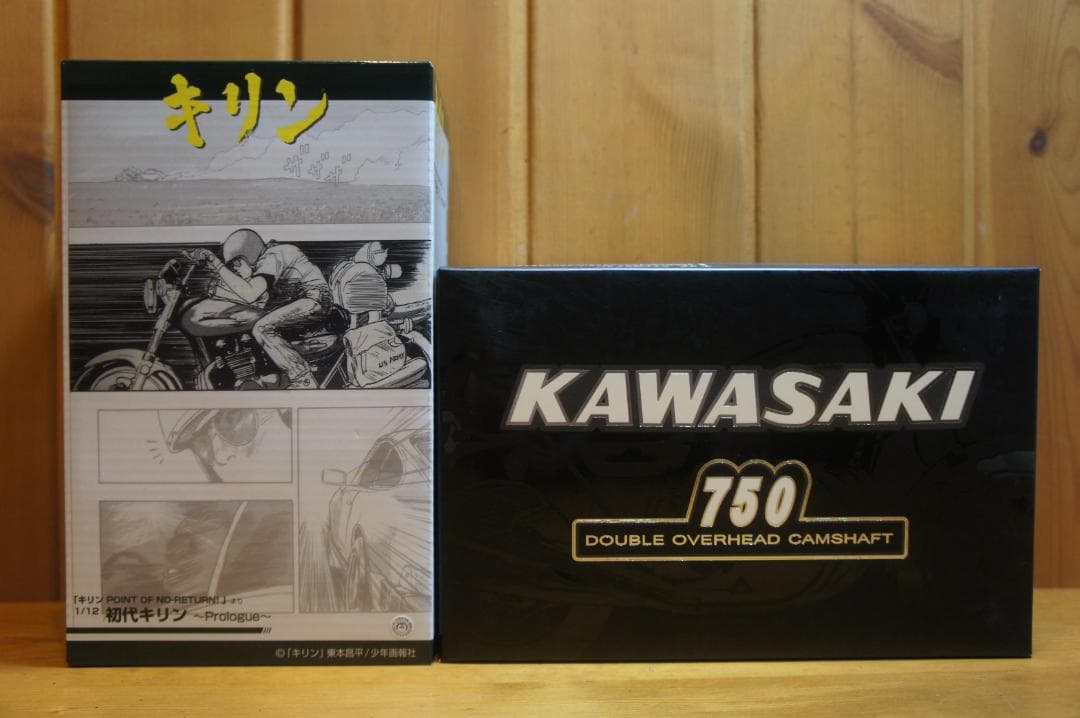 キリン
ザザザ
US ARMY
「キリン POINT OF NO-RETURN!」より
1/12 初代キリン ～Prologue～
©「キリン」東本昌平/少年画報社
KAWASAKI
750
DOUBLE OVERHEAD CAMSHAFT